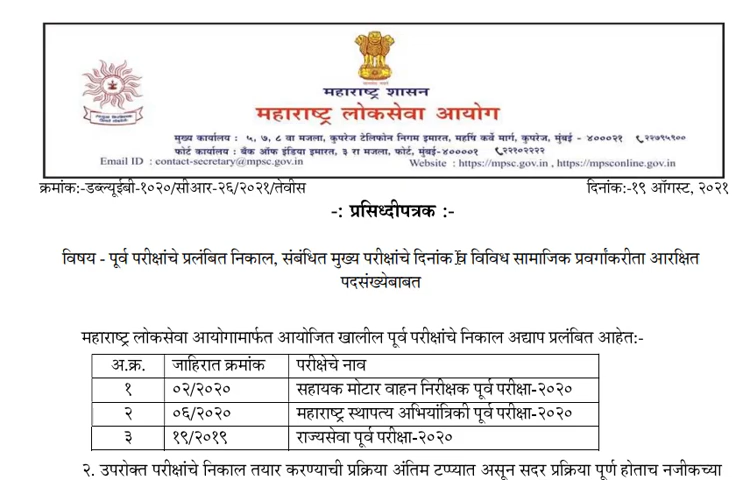 महाराष्ट्र शासन
महाराष्ट्र लोकसेवा आयोग
मुख्य कार्यालय : ५, ७, ८ वा मजला, कुपरेज टेलिफोन निगम इमारत, महर्षि कर्वे मार्ग, कुपरेज, मुंबई - ४०००२१ २२७९५९००
फोर्ट कार्यालय : बँक ऑफ इंडिया इमारत, ३ रा मजला, फोर्ट, मुंबई-४००००१ २२१०२२२२
Email ID : contact-secretary@mpsc.gov.in Website : https://mpsc.gov.in , https://mpsconline.gov.in
क्रमांक:-डब्ल्यूईबी-१०२०/सीआर-२६/२०२१/तेवीस दिनांक:-१९ ऑगस्ट, २०२१
-: प्रसिध्दीपत्रक :-
विषय - पूर्व परीक्षांचे प्रलंबित निकाल, संबंधित मुख्य परीक्षांचे दिनांक व विविध सामाजिक प्रवर्गांकरीता आरक्षित
पदसंख्येबाबत
महाराष्ट्र लोकसेवा आयोगामार्फत आयोजित खालील पूर्व परीक्षांचे निकाल अद्याप प्रलंबित आहेत:-
अ.क्र. जाहिरात क्रमांक परीक्षेचे नाव
१ ०२/२०२० सहायक मोटार वाहन निरीक्षक पूर्व परीक्षा-२०२०
२ ०६/२०२० महाराष्ट्र स्थापत्य अभियांत्रिकी पूर्व परीक्षा-२०२०
३ १९/२०१९ राज्यसेवा पूर्व परीक्षा-२०२०
२. उपरोक्त परीक्षांचे निकाल तयार करण्याची प्रक्रिया अंतिम टप्प्यात असून सदर प्रक्रिया पूर्ण होताच नजीकच्या